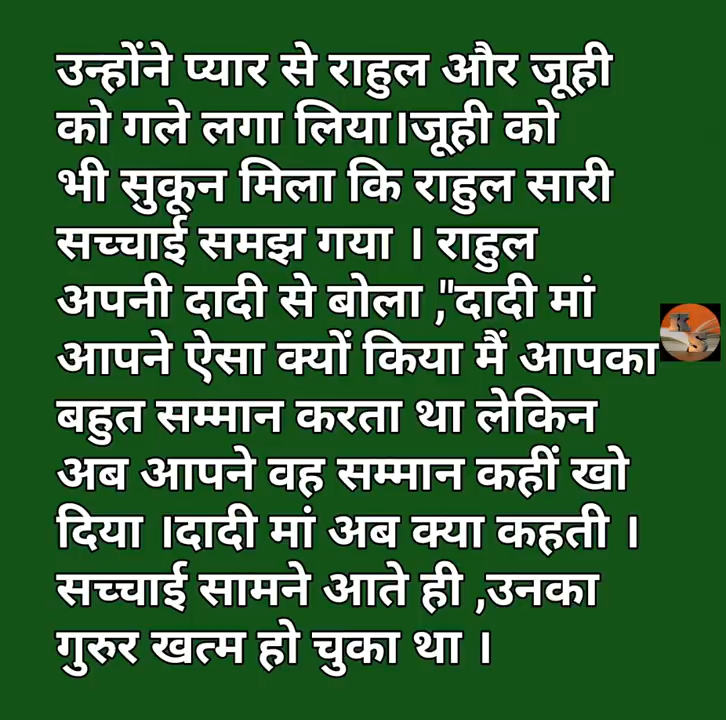 उन्होंने प्यार से राहुल और जूही
को गले लगा लिया।जूही को
भी सुकून मिला कि राहुल सारी
सच्चाई समझ गया । राहुल
अपनी दादी से बोला ,"दादी मां
आपने ऐसा क्यों किया मैं आपका
बहुत सम्मान करता था लेकिन
अब आपने वह सम्मान कहीं खो
दिया ।दादी मां अब क्या कहती ।
सच्चाई सामने आते ही ,उनका
गुरुर खत्म हो चुका था ।